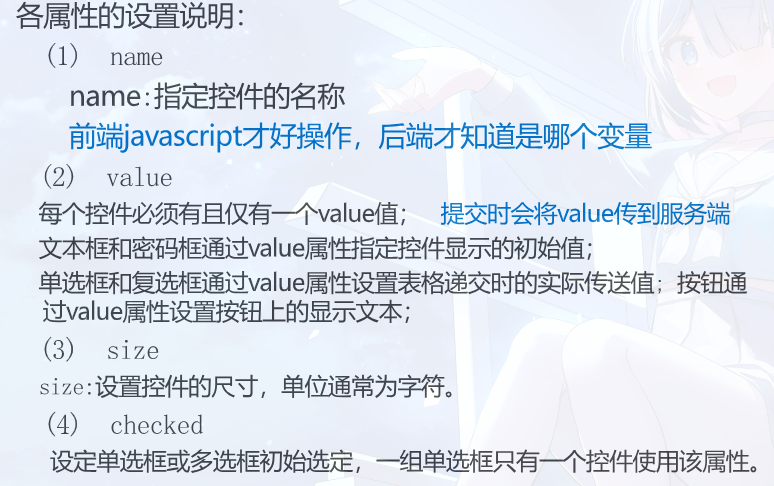 各属性的设置说明：
（1） name
name:指定控件的名称
前端javascript才好操作，后端才知道是哪个变量
（2） value
每个控件必须有且仅有一个value值； 提交时会将value传到服务端
文本框和密码框通过value属性指定控件显示的初始值；
单选框和复选框通过value属性设置表格递交时的实际传送值；按钮通
过value属性设置按钮上的显示文本；
（3） size
size:设置控件的尺寸，单位通常为字符。
（4） checked
设定单选框或多选框初始选定，一组单选框只有一个控件使用该属性。